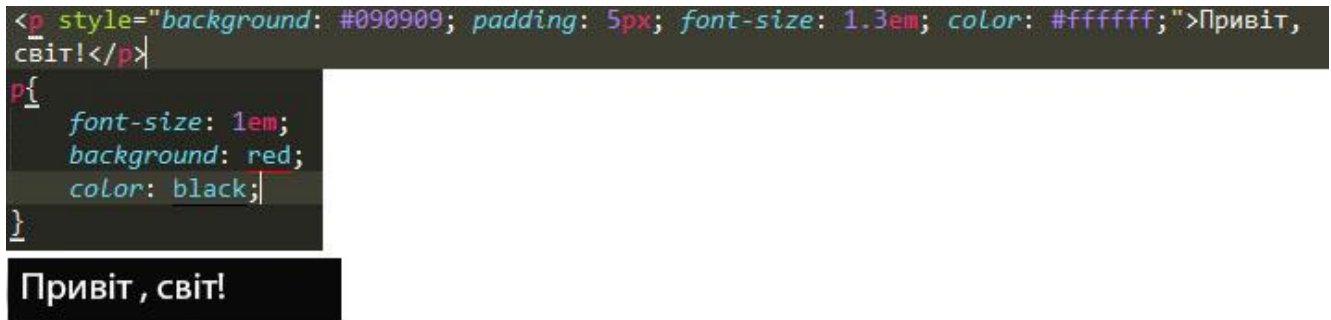 <p style="background: #090909; padding: 5px; font-size: 1.3em; color: #ffffff;">Привіт,
світ!</p>
p{
font-size: 1em;
background: red;
color: black;
}
Привіт , світ!